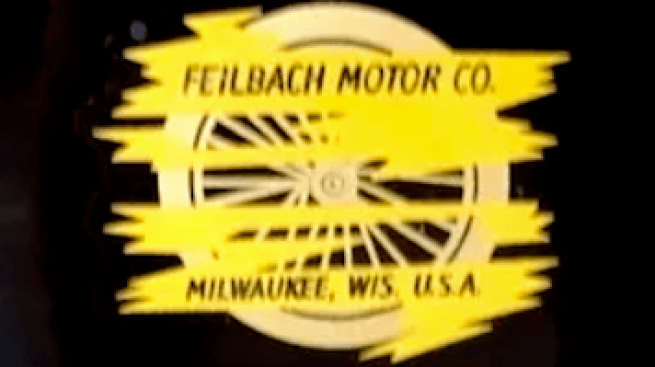 FEILBACH MOTOR CO.
MILWAUKEE, WIS. U.S.A.